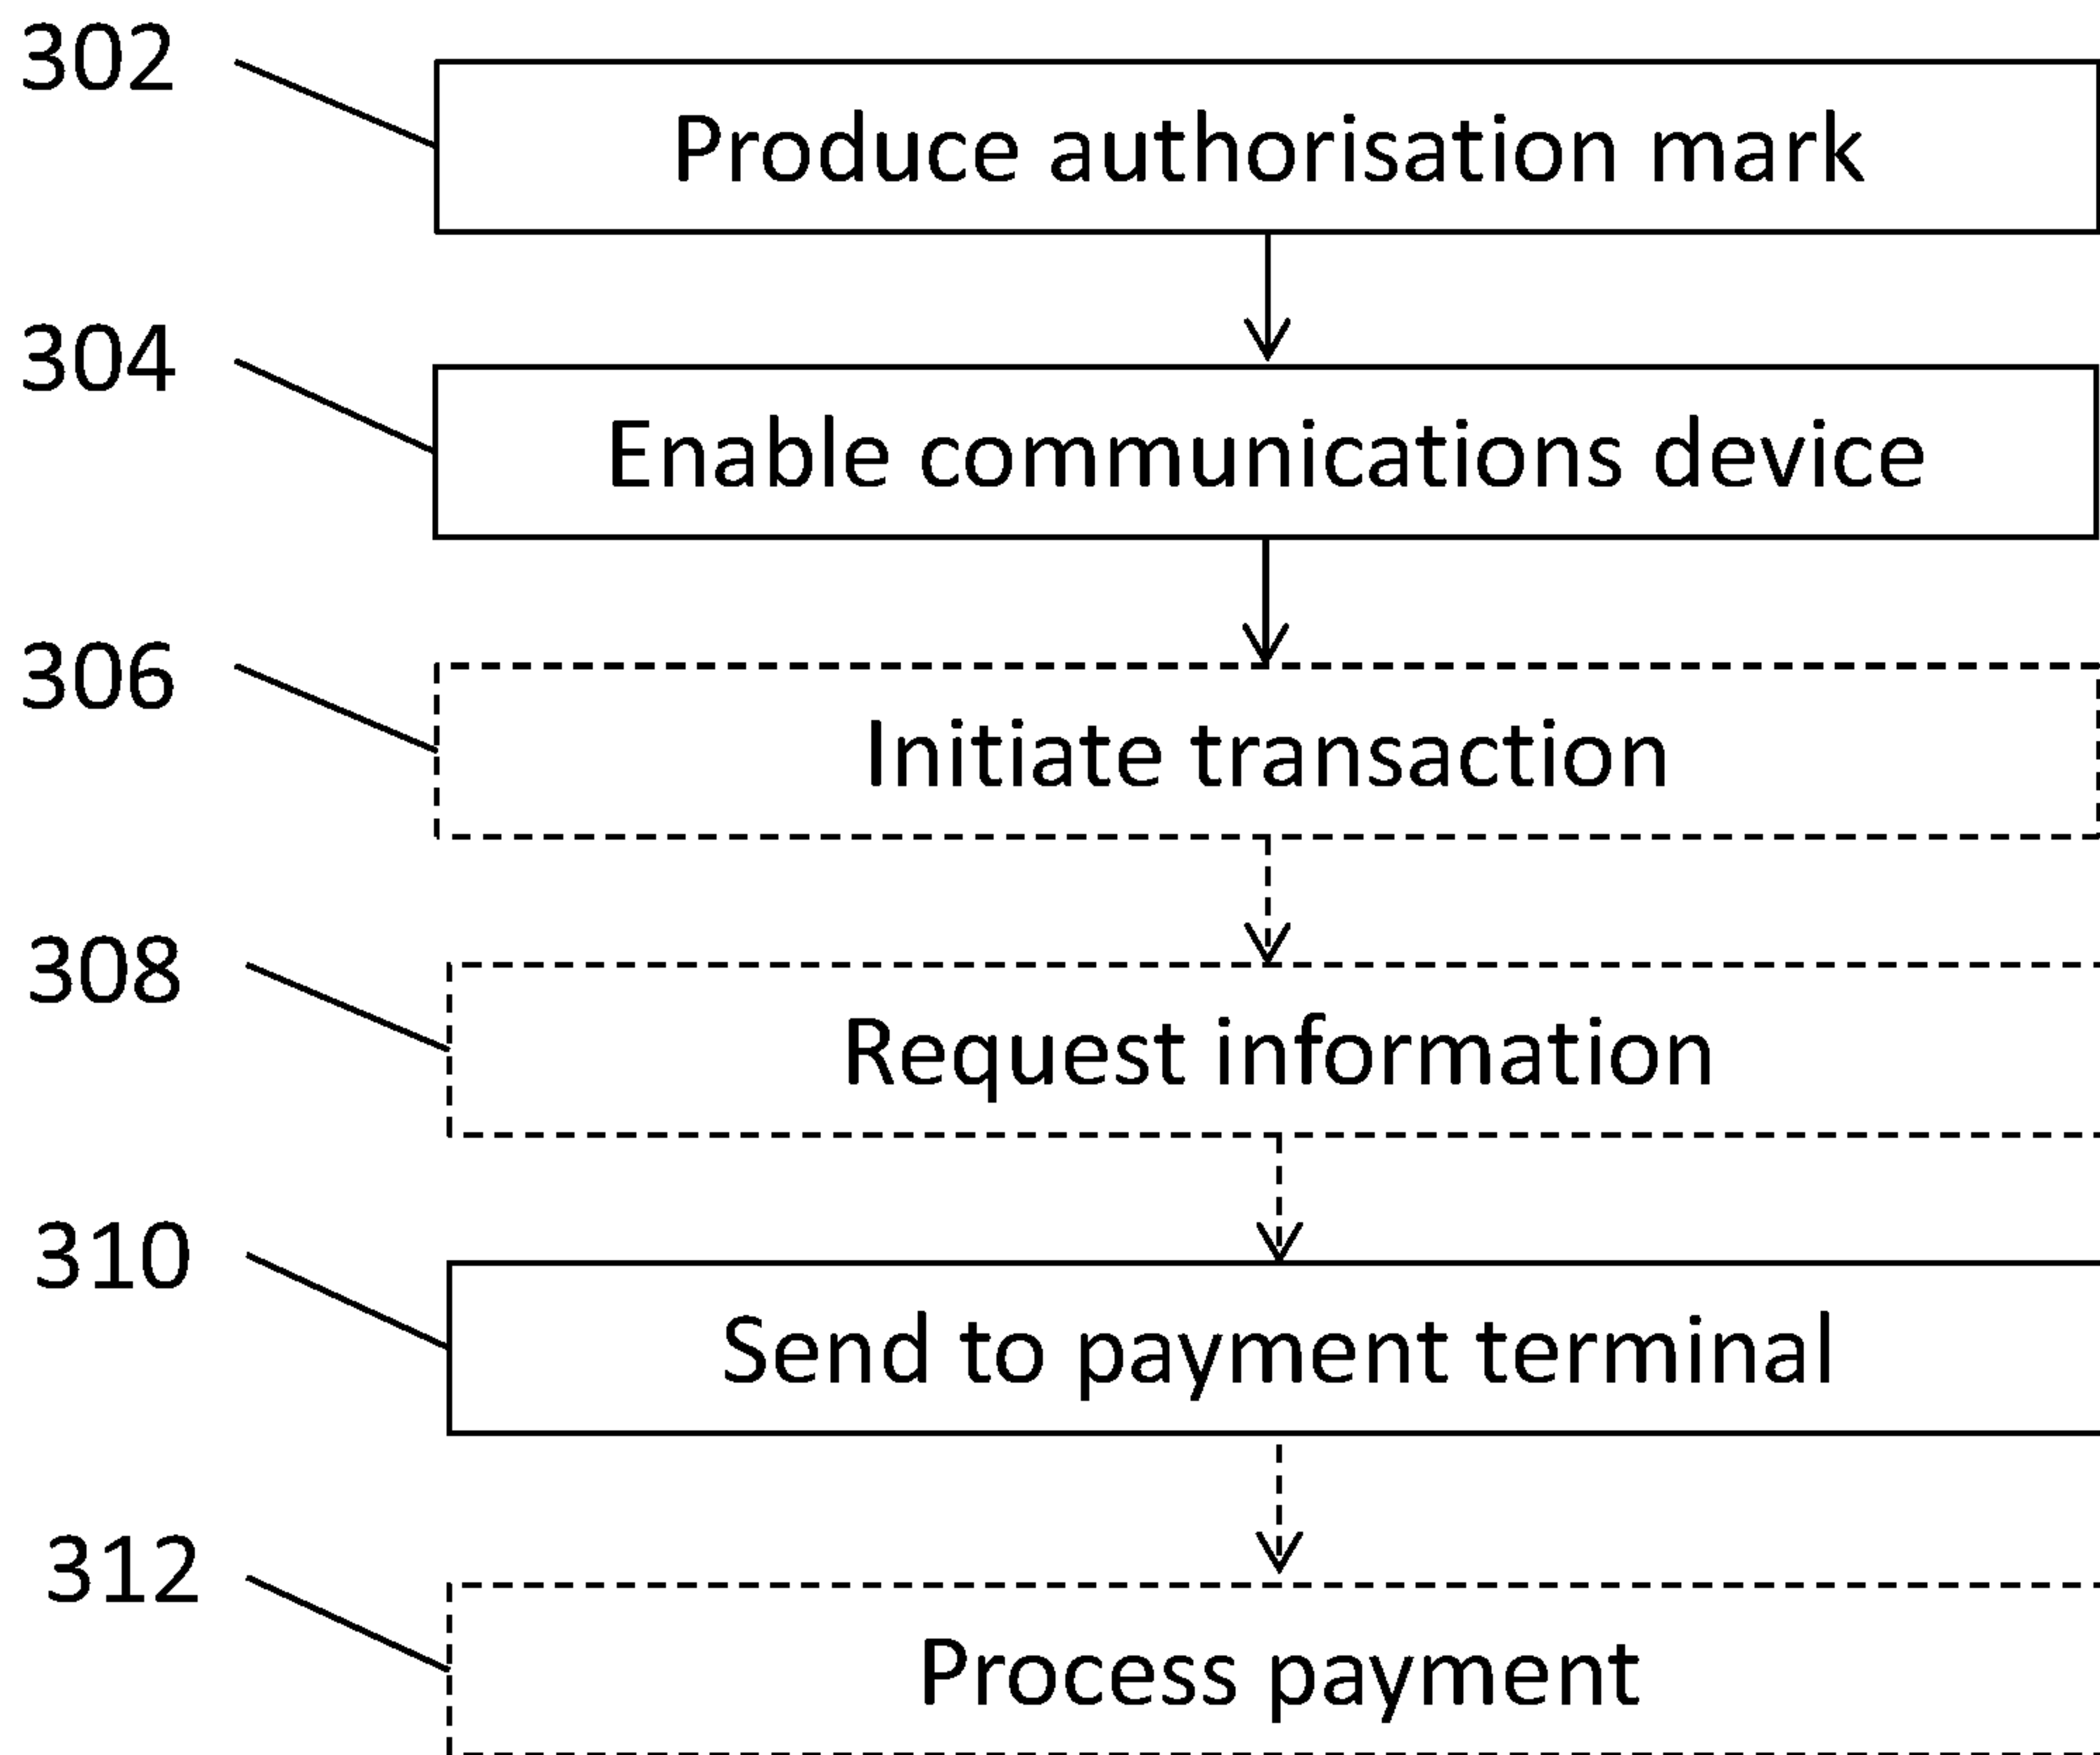 302
Produce authorisation mark
304
Enable communications device
306
Initiate transaction
308
Request information
310
Send to payment terminal
312
Process payment